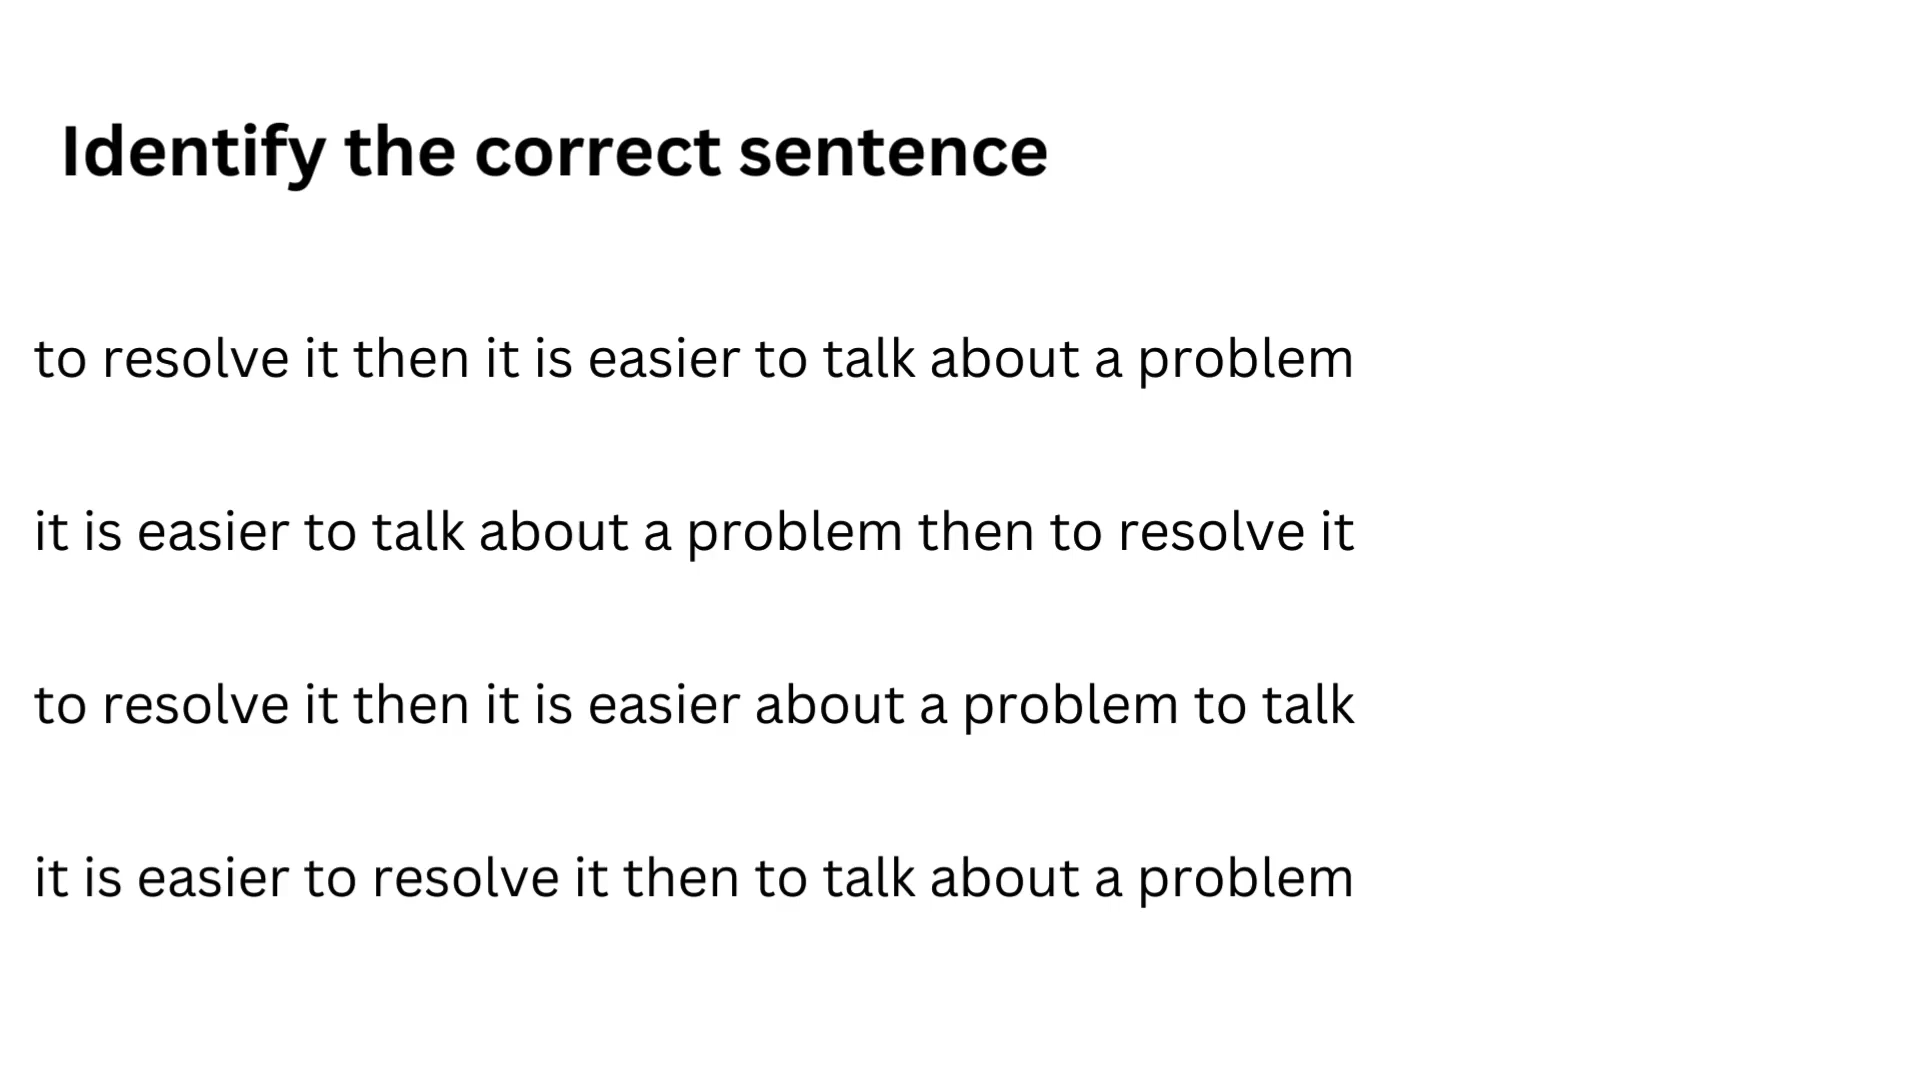 Identify the correct sentence
to resolve it then it is easier to talk about a problem
it is easier to talk about a problem then to resolve it
to resolve it then it is easier about a problem to talk
it is easier to resolve it then to talk about a problem